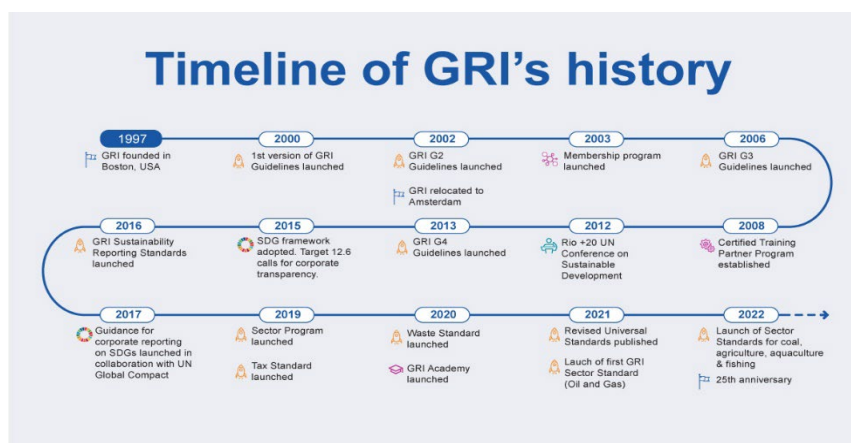 Timeline of GRI's history
1997
GRI founded in
Boston, USA
2000
1st version of GRI
Guidelines launched
2002
GRI G2
Guidelines launched
GRI relocated to
Amsterdam
2003
Membership program
launched
2006
GRI G3
Guidelines launched
2008
Certified Training
Partner Program
established
2012
Rio +20 UN
Conference on
Sustainable
Development
2013
GRI G4
Guidelines launched
2015
SDG framework
adopted. Target 12.6
calls for corporate
transparency.
2016
GRI Sustainability
Reporting Standards
launched
2017
Guidance for
corporate reporting
on SDGs launched in
collaboration with UN
Global Compact
2019
Sector Program
launched
Tax Standard
launched
2020
Waste Standard
launched
GRI Academy
launched
2021
Revised Universal
Standards published
Lauch of first GRI
Sector Standard
(Oil and Gas)
2022
Launch of Sector
Standards for coal,
agriculture, aquaculture
& fishing
25th anniversary